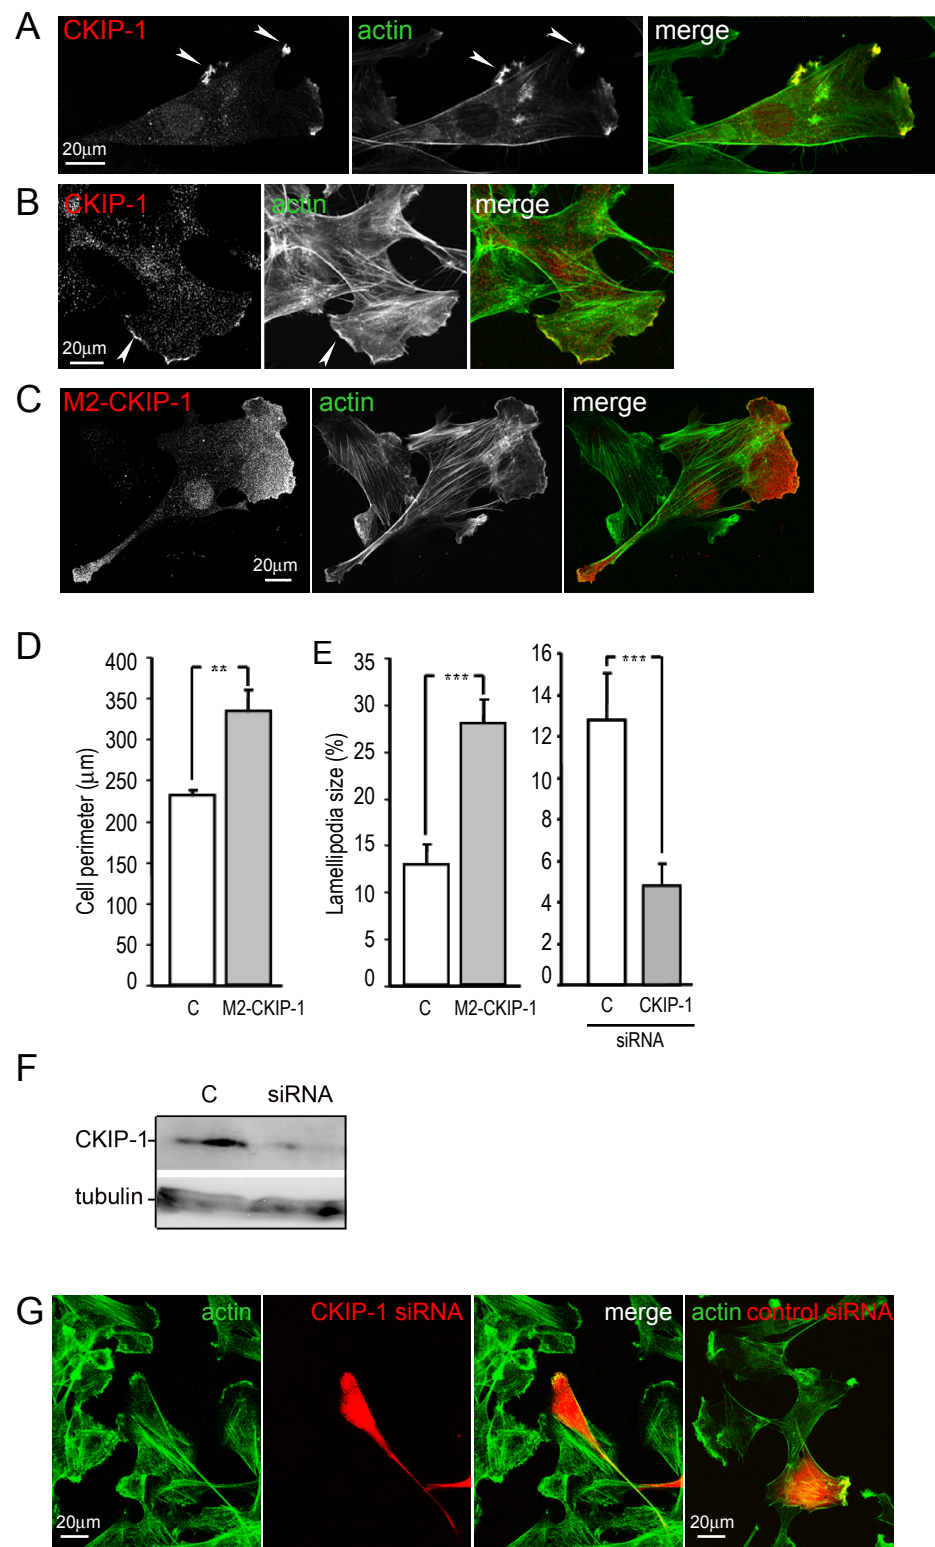 A
CKIP-1
actin
merge
20μm
B
CKIP-1
actin
merge
20μm
C
M2-CKIP-1
actin
merge
20μm
D
Cell perimeter (μm)
400
350
300
250
200
150
100
50
0
**
C M2-CKIP-1
E
Lamellipodia size (%)
35
30
25
20
15
10
5
0
***
C M2-CKIP-1
16
14
12
10
8
6
4
2
0
***
C CKIP-1
siRNA
F
C siRNA
CKIP-1
tubulin
G
actin
CKIP-1 siRNA
merge
actin control siRNA
20μm
20μm